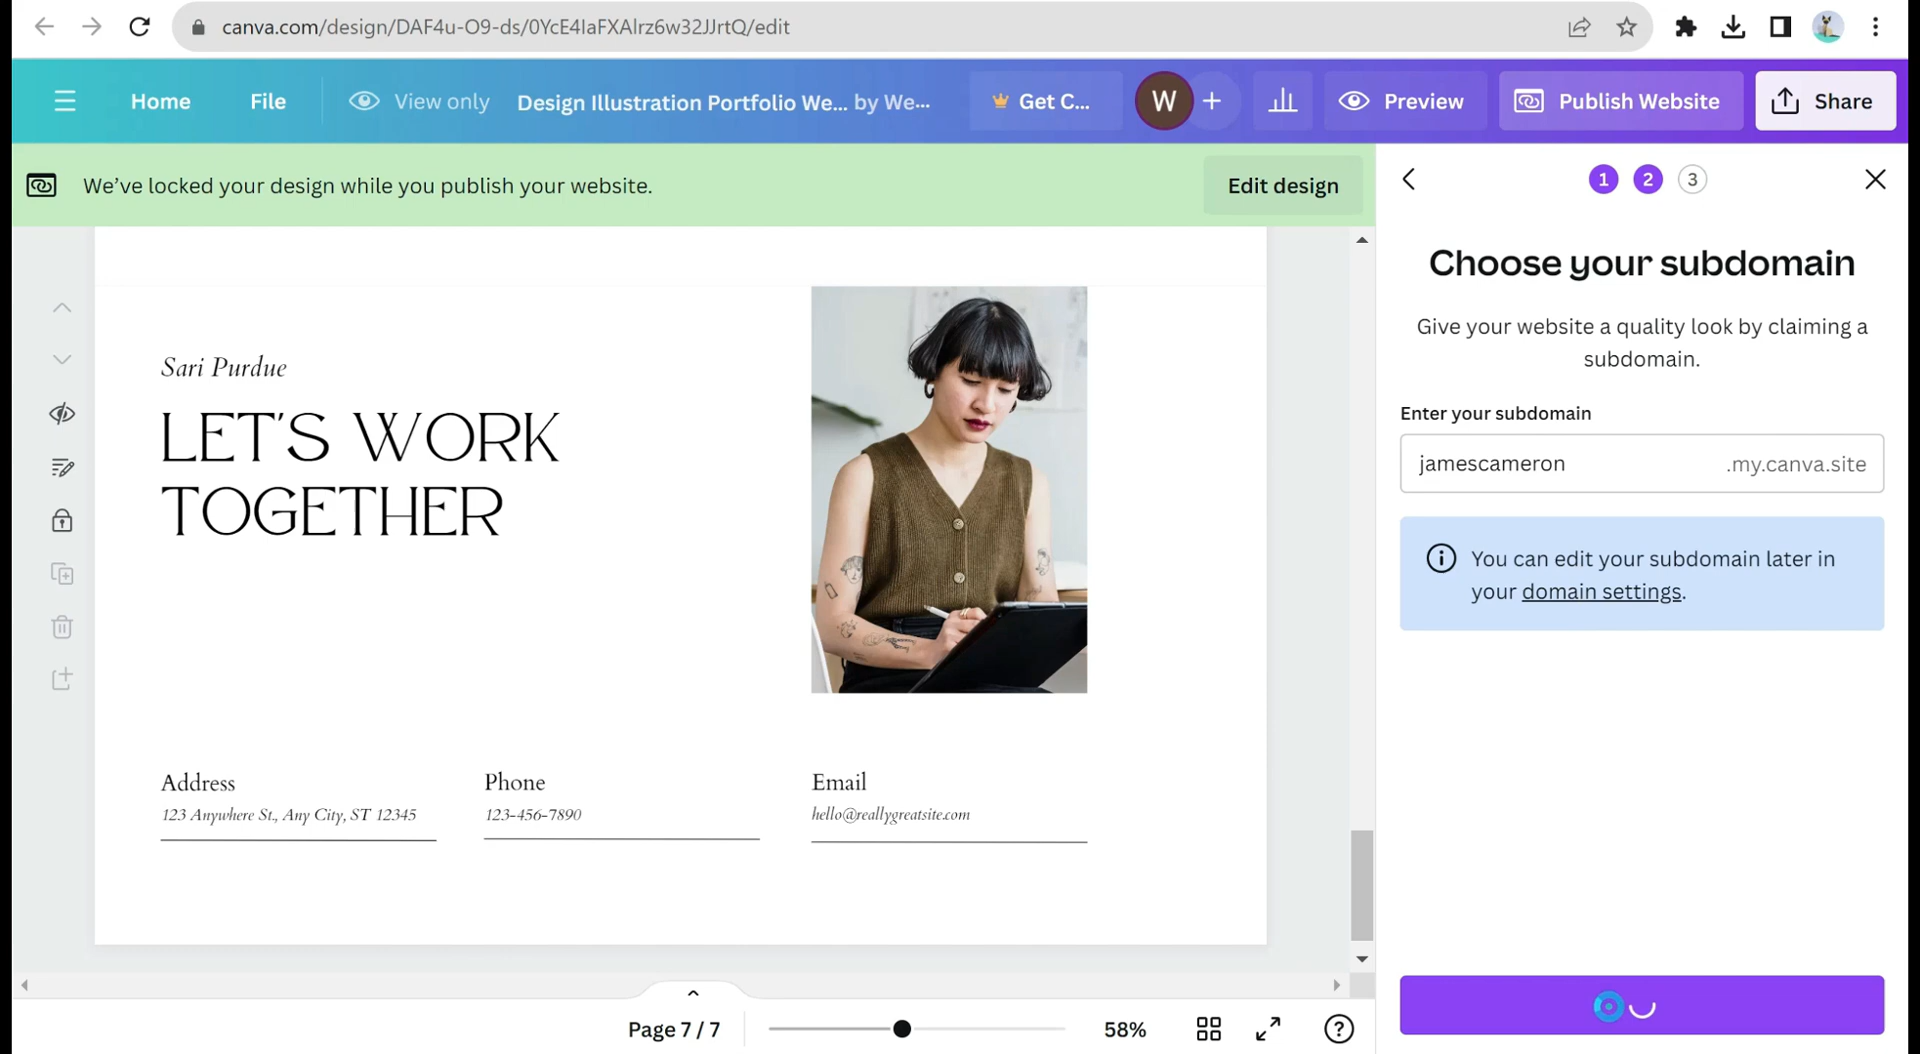 canva.com/design/DAF4u-O9-ds/0YcE4IaFXAlrz6w32JJrtQ/edit
Home
File
View only
Design Illustration Portfolio We... by We...
Get C...
W
Preview
Publish Website
Share
We've locked your design while you publish your website.
Edit design
1 2 3
Choose your subdomain
Give your website a quality look by claiming a
subdomain.
Enter your subdomain
jamescameron
.my.canva.site
You can edit your subdomain later in
your domain settings.
Sari Purdue
LET'S WORK
TOGETHER
Address
123 Anywhere St., Any City, ST 12345
Phone
123-456-7890
Email
hello@reallygreatsite.com
Page 7 / 7
58%